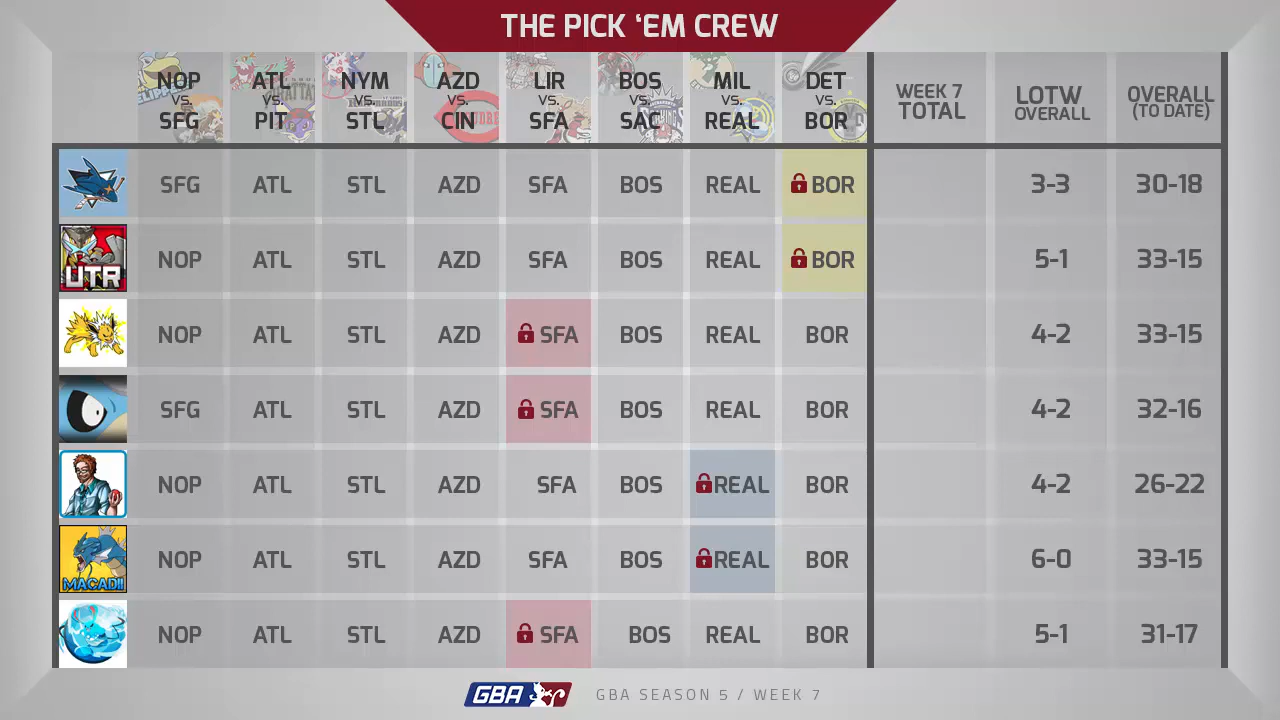 THE PICK ‘EM CREW
NOP VS. SFG
ATL VS. PIT
NYM VS. STL
AZD VS. CIN
LIR VS. SFA
BOS VS. SAC
MIL VS. REAL
DET VS. BOR
WEEK 7 TOTAL
LOTW OVERALL
OVERALL (TO DATE)
SFG ATL STL AZD SFA BOS REAL BOR 3-3 30-18
UTR
NOP ATL STL AZD SFA BOS REAL BOR 5-1 33-15
NOP ATL STL AZD SFA BOS REAL BOR 4-2 33-15
SFG ATL STL AZD SFA BOS REAL BOR 4-2 32-16
NOP ATL STL AZD SFA BOS REAL BOR 4-2 26-22
MACADII
NOP ATL STL AZD SFA BOS REAL BOR 6-0 33-15
NOP ATL STL AZD SFA BOS REAL BOR 5-1 31-17
GBA GBA SEASON 5 / WEEK 7